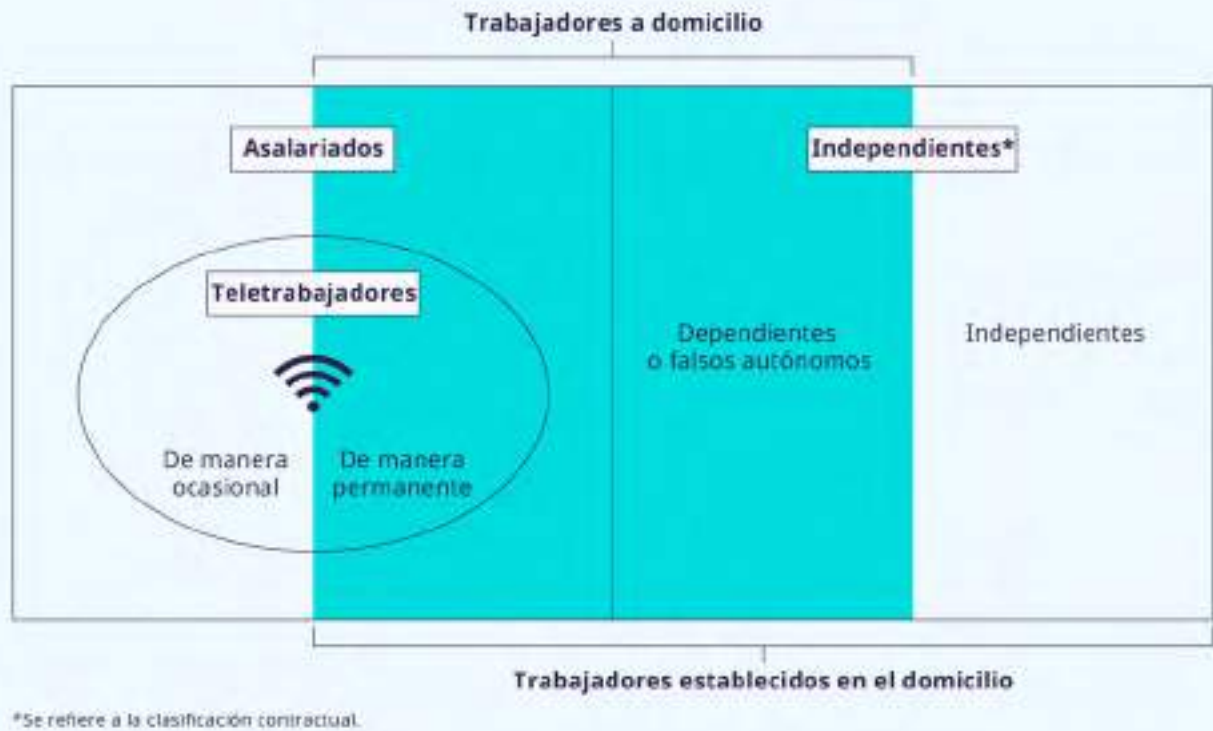 Trabajadores a domicilio
Asalariados
Independientes*
Teletrabajadores
Dependientes
o falsos autónomos
Independientes
De manera
ocasional
De manera
permanente
Trabajadores establecidos en el domicilio
*Se refiere a la clasificación contractual.